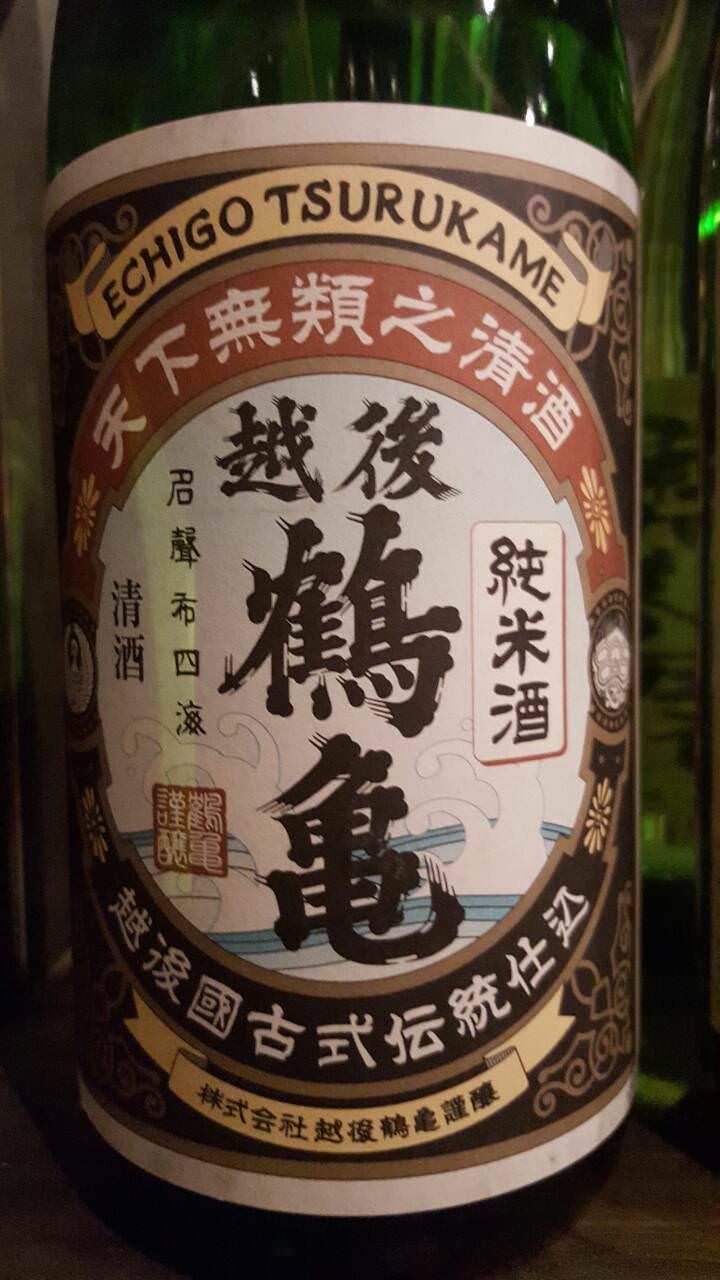 ECHIGO TSURUKAME
天下無類之清酒
越後
鶴亀
純米酒
名聲布四海
清酒
鶴亀
謹醸
越後國古式伝統仕込
株式会社越後鶴亀謹醸